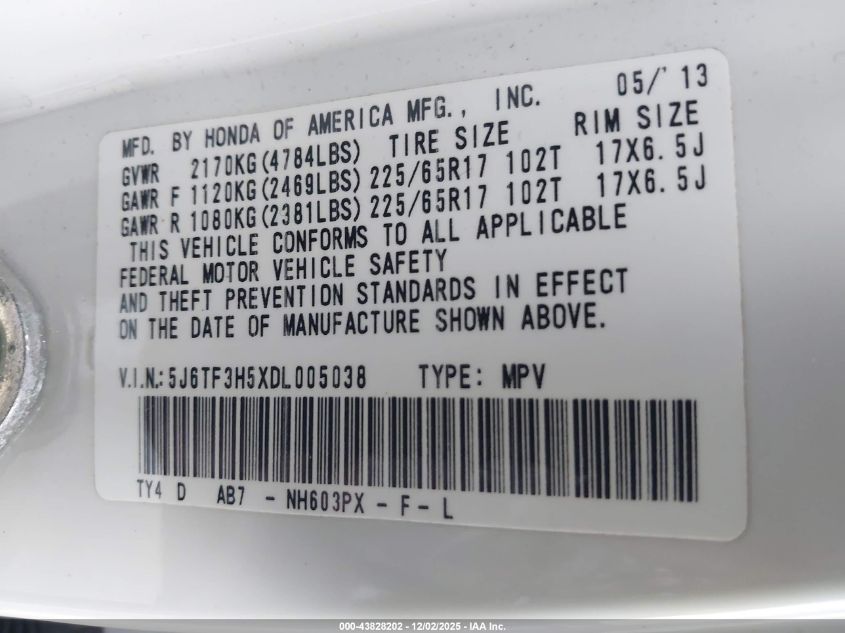 MFD. BY HONDA OF AMERICA MFG., INC. 05/'13
GVWR 2170KG(4784LBS) TIRE SIZE RIM SIZE
GAWR F 1120KG(2469LBS) 225/65R17 102T 17X6.5J
GAWR R 1080KG(2381LBS) 225/65R17 102T 17X6.5J
THIS VEHICLE CONFORMS TO ALL APPLICABLE
FEDERAL MOTOR VEHICLE SAFETY
AND THEFT PREVENTION STANDARDS IN EFFECT
ON THE DATE OF MANUFACTURE SHOWN ABOVE.
V.I.N.: 5J6TF3H5XDL005038 TYPE: MPV
TY4 D AB7 - NH603PX - F - L
000-43828202 - 12/02/2025 - IAA Inc.